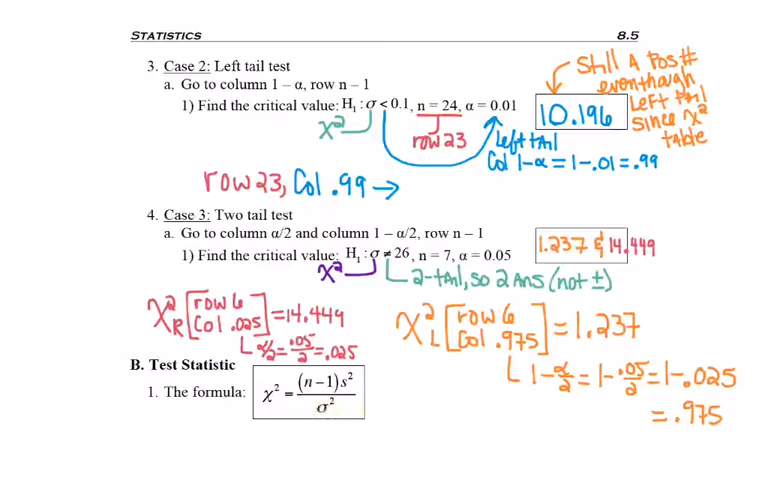 STATISTICS 8.5
3. Case 2: Left tail test
a. Go to column 1 – α, row n – 1
1) Find the critical value: H₁ : σ < 0.1, n = 24, α = 0.01
10.196
Still A Pos #
eventhough
Left tail
since χ²
table
χ²
row 23
Left tail
Col 1-α = 1-.01 = .99
row 23, Col .99 →
4. Case 3: Two tail test
a. Go to column α/2 and column 1 – α/2, row n – 1
1) Find the critical value: H₁ : σ ≠ 26, n = 7, α = 0.05
1.237 & 14.449
χ²
2-tail, so 2 Ans (not ±)
χ²R [row 6 Col .025] = 14.449
α/2 = .05/2 = .025
χ²L [row 6 Col .975] = 1.237
1-α/2 = 1-.05/2 = 1-.025
= .975
B. Test Statistic
1. The formula: χ² = (n−1)s²/σ²